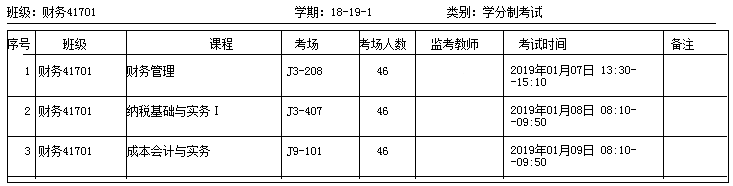 班级：财务41701 学期：18-19-1 类别：学分制考试
序号 班级 课程 考场 考场人数 监考教师 考试时间 备注
1 财务41701 财务管理 J3-208 46 2019年01月07日 13:30-
-15:10
2 财务41701 纳税基础与实务Ⅰ J3-407 46 2019年01月08日 08:10-
-09:50
3 财务41701 成本会计与实务 J9-101 46 2019年01月09日 08:10-
-09:50